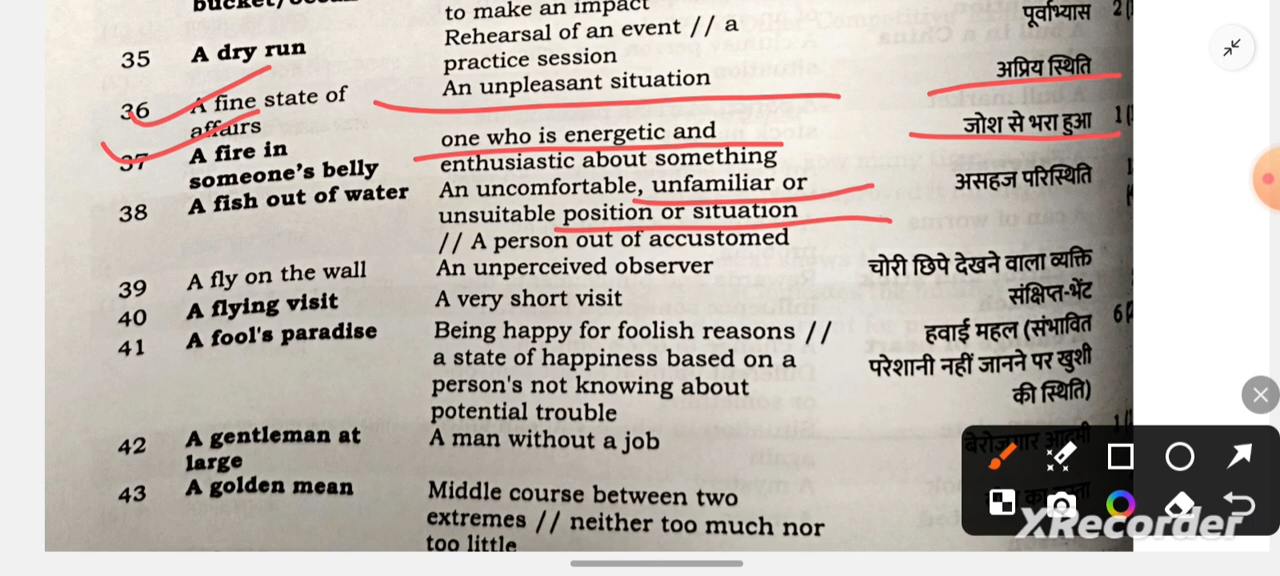 to make an impact
35 A dry run Rehearsal of an event // a practice session पूर्वाभ्यास 2
36 A fine state of affairs An unpleasant situation अप्रिय स्थिति
37 A fire in someone's belly one who is energetic and enthusiastic about something जोश से भरा हुआ 1
38 A fish out of water An uncomfortable, unfamiliar or unsuitable position or situation // A person out of accustomed असहज परिस्थिति
39 A fly on the wall An unperceived observer चोरी छिपे देखने वाला व्यक्ति
40 A flying visit A very short visit संक्षिप्त-भेंट
41 A fool's paradise Being happy for foolish reasons // a state of happiness based on a person's not knowing about potential trouble हवाई महल (संभावित परेशानी नहीं जानने पर खुशी की स्थिति) 6
42 A gentleman at large A man without a job बेरोज़गार आदमी
43 A golden mean Middle course between two extremes // neither too much nor too little
XRecorder